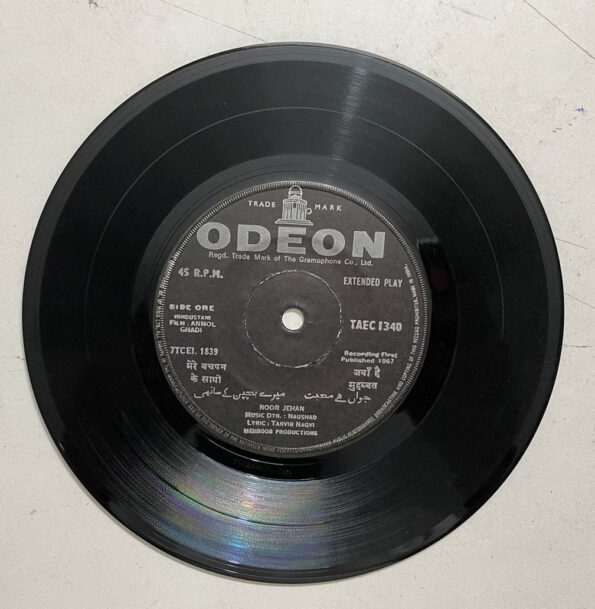 TRADE MARK
ODEON
Regd. Trade Mark of The Gramophone Co., Ltd.
45 R.P.M.
EXTENDED PLAY
SIDE ONE
HINDUSTANI
FILM : ANMOL
GHADI
TAEC 1340
7TCEI. 1839
Recording First
Published 1967
मेरे बचपन
के साथी
जवाँ है
मुहब्बत
جواں ہے محبت میرے بچپن کے ساتھی
NOOR JEHAN
MUSIC DTN. : NAUSHAD
LYRIC : TANVIR NAQVI
MEHBOOB PRODUCTIONS